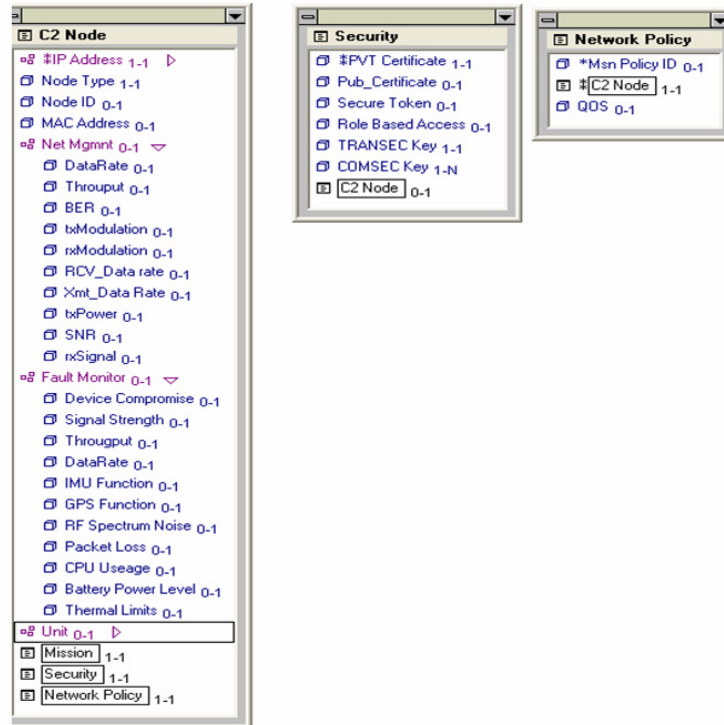 C2 Node
‡IP Address 1-1
Node Type 1-1
Node ID 0-1
MAC Address 0-1
Net Mgmnt 0-1
DataRate 0-1
Throuput 0-1
BER 0-1
txModulation 0-1
rxModulation 0-1
RCV_Data rate 0-1
Xmt_Data Rate 0-1
txPower 0-1
SNR 0-1
rxSignal 0-1
Fault Monitor 0-1
Device Compromise 0-1
Signal Strength 0-1
Througput 0-1
DataRate 0-1
IMU Function 0-1
GPS Function 0-1
RF Spectrum Noise 0-1
Packet Loss 0-1
CPU Useage 0-1
Battery Power Level 0-1
Thermal Limits 0-1
Unit 0-1
Mission 1-1
Security 1-1
Network Policy 1-1
Security
‡PVT Certificate 1-1
Pub_Certificate 0-1
Secure Token 0-1
Role Based Access 0-1
TRANSEC Key 1-1
COMSEC Key 1-N
C2 Node 0-1
Network Policy
*Msn Policy ID 0-1
‡C2 Node 1-1
QOS 0-1